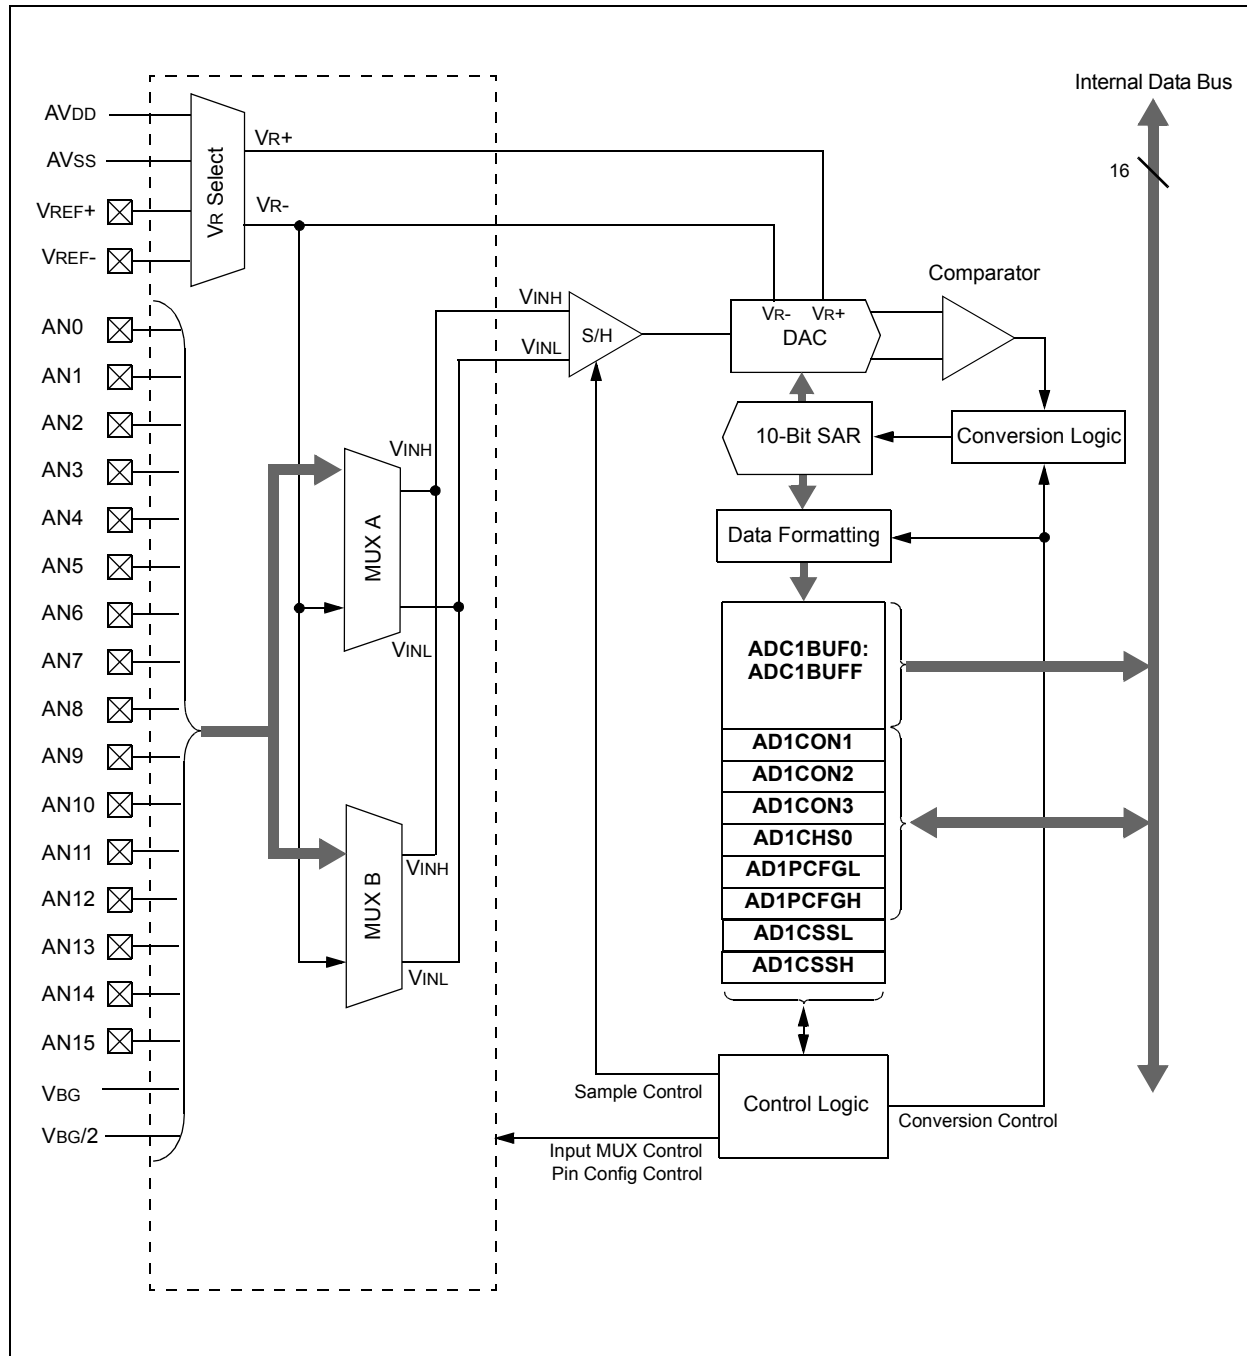 Internal Data Bus
AVDD
AVSS
VREF+
VREF-
VR Select
VR+
VR-
16
Comparator
AN0
AN1
AN2
AN3
AN4
AN5
AN6
AN7
AN8
AN9
AN10
AN11
AN12
AN13
AN14
AN15
VBG
VBG/2
VINH
VINL
S/H
VR- VR+
DAC
10-Bit SAR
Conversion Logic
Data Formatting
VINH
MUX A
VINL
VINH
MUX B
VINL
ADC1BUF0:
ADC1BUFF
AD1CON1
AD1CON2
AD1CON3
AD1CHS0
AD1PCFGL
AD1PCFGH
AD1CSSL
AD1CSSH
Sample Control
Control Logic
Conversion Control
Input MUX Control
Pin Config Control